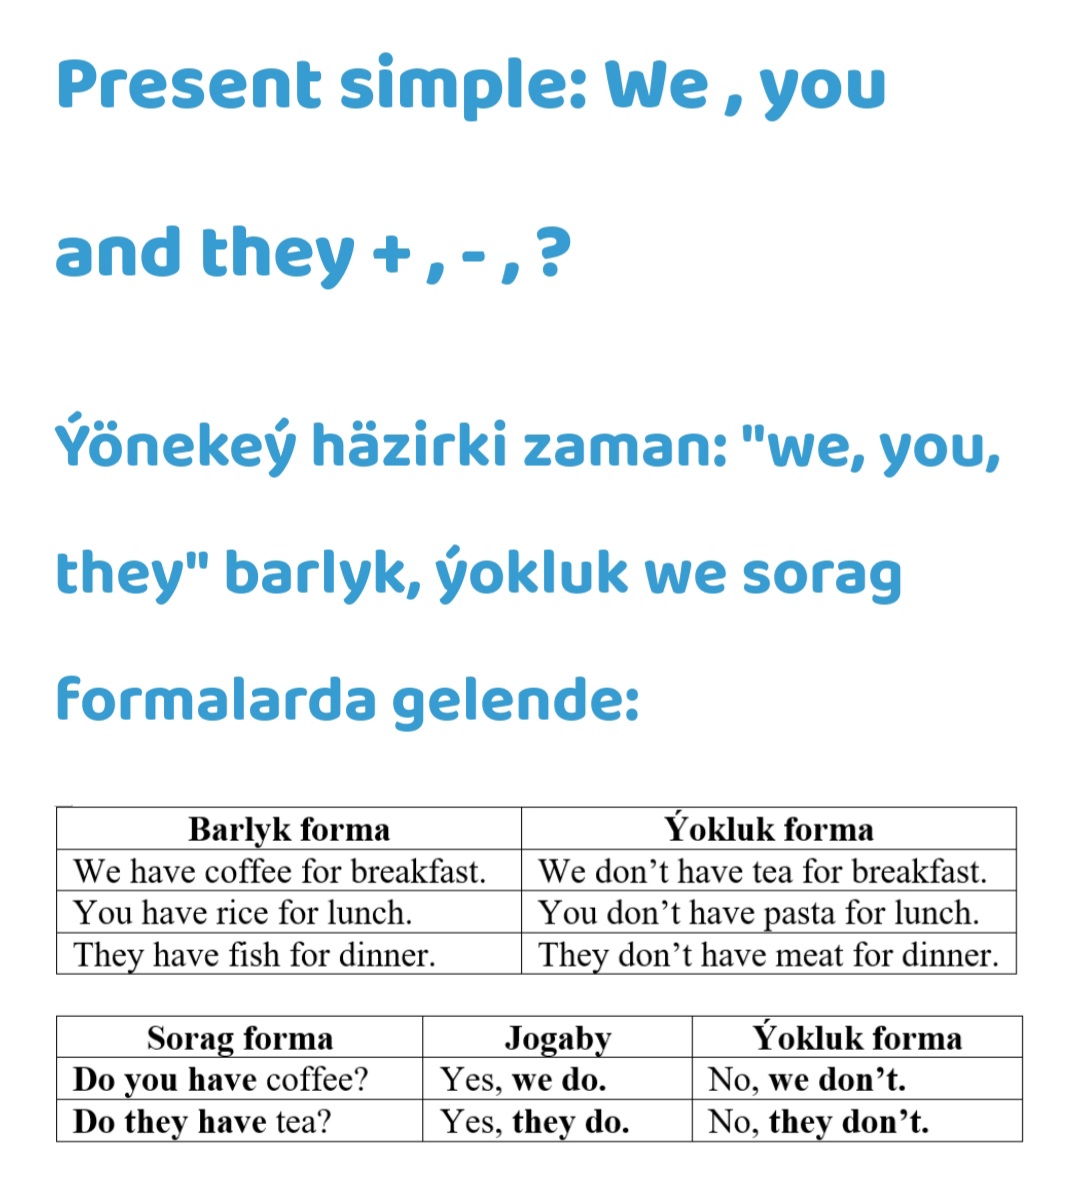 Present simple: We , you
and they + , - , ?
Ýönekeý häzirki zaman: "we, you,
they" barlyk, ýokluk we sorag
formalarda gelende:
Barlyk forma Ýokluk forma
We have coffee for breakfast. We don’t have tea for breakfast.
You have rice for lunch. You don’t have pasta for lunch.
They have fish for dinner. They don’t have meat for dinner.
Sorag forma Jogaby Ýokluk forma
Do you have coffee? Yes, we do. No, we don’t.
Do they have tea? Yes, they do. No, they don’t.